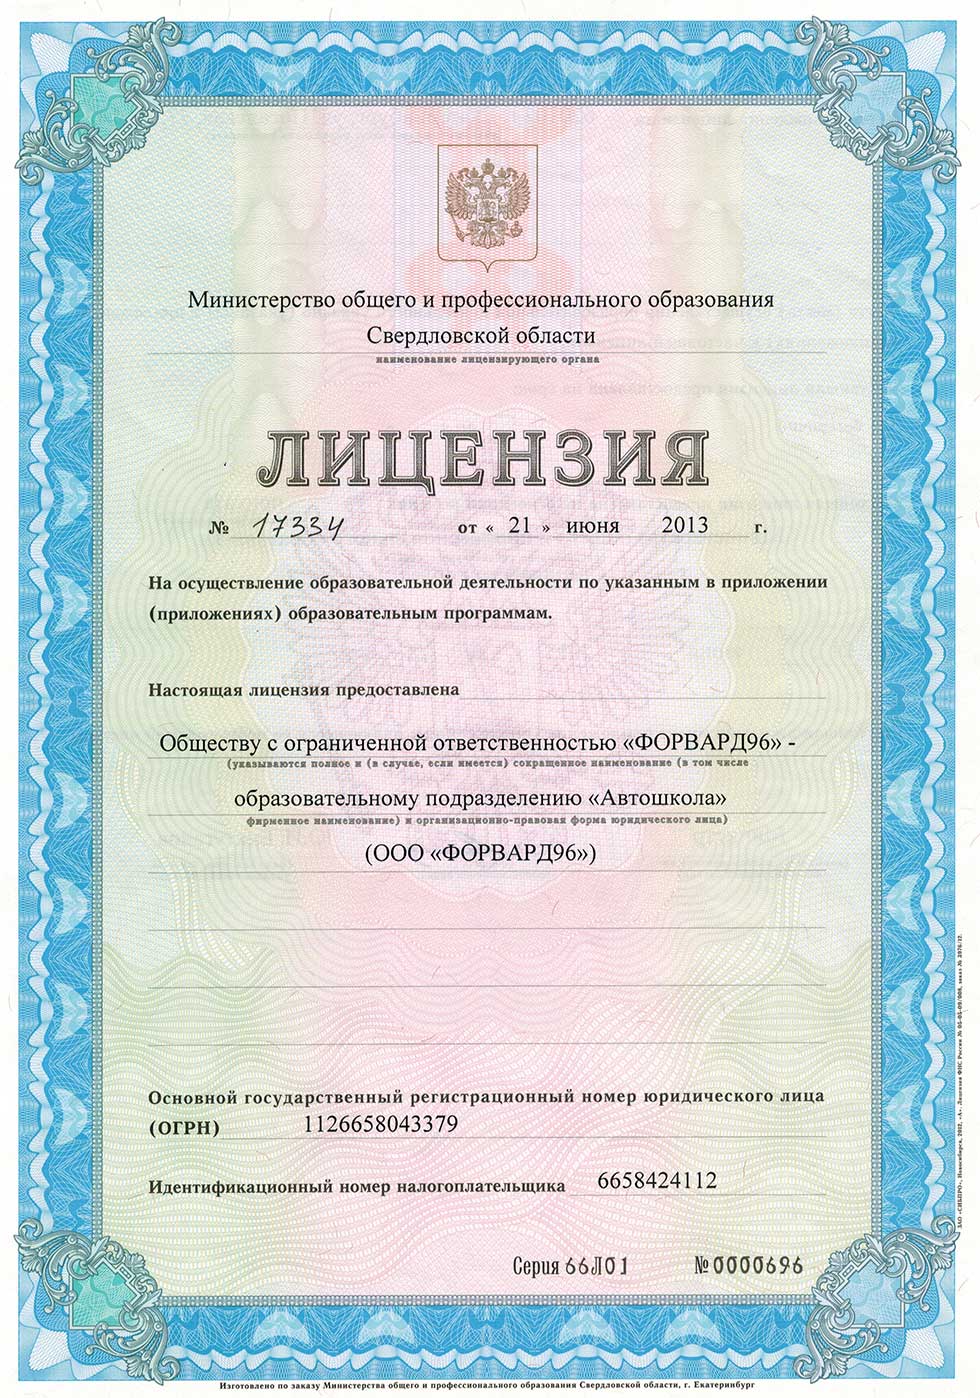 Министерство общего и профессионального образования
Свердловской области
наименование лицензирующего органа
ЛИЦЕНЗИЯ
№ 17334 от « 21 » июня 2013 г.
На осуществление образовательной деятельности по указанным в приложении
(приложениях) образовательным программам.
Настоящая лицензия предоставлена
Обществу с ограниченной ответственностью «ФОРВАРД96» -
(указываются полное и (в случае, если имеется) сокращенное наименование (в том числе
образовательному подразделению «Автошкола»
фирменное наименование) и организационно-правовая форма юридического лица)
(ООО «ФОРВАРД96»)
Основной государственный регистрационный номер юридического лица
(ОГРН) 1126658043379
Идентификационный номер налогоплательщика 6658424112
Серия 66Л01 №0000696
Изготовлено по заказу Министерства общего и профессионального образования Свердловской области, г. Екатеринбург
ЗАО «СИБПРО», Новосибирск, 2012, «А». Лицензия ФНС России № 05-05-09/008, заказ № 2076/12.